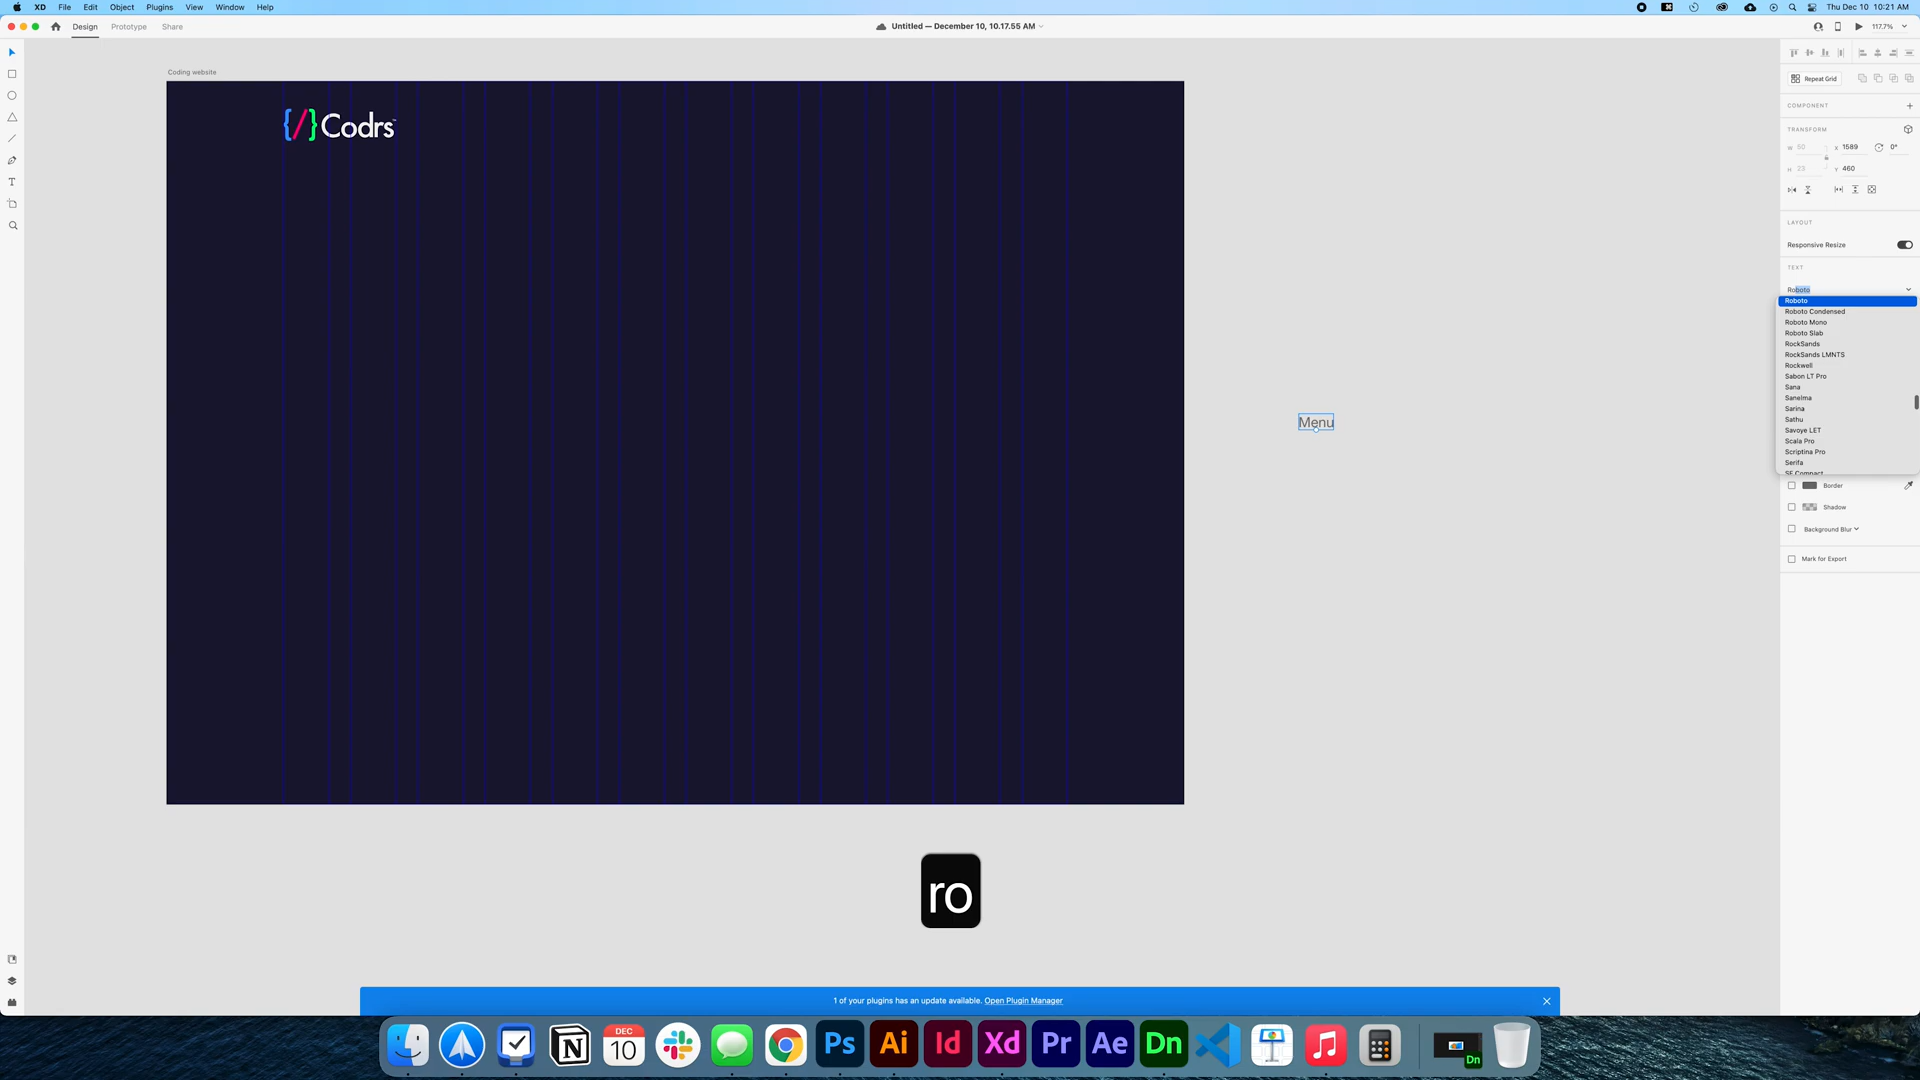 XD File Edit Object Plugins View Window Help
Thu Dec 10 10:21 AM
Design Prototype Share
Untitled — December 10, 10.17.55 AM
117.7%
Coding website
{/}Codrs
Menu
Repeat Grid
COMPONENT
TRANSFORM
W 50 X 1589 0°
H 23 Y 460
LAYOUT
Responsive Resize
TEXT
Roboto
Roboto
Roboto Condensed
Roboto Mono
Roboto Slab
RockSands
RockSands LMNTS
Rockwell
Sabon LT Pro
Sana
Sanelma
Sarina
Sathu
Savoye LET
Scala Pro
Scriptina Pro
Serifa
SF Compact
Border
Shadow
Background Blur
Mark for Export
ro
1 of your plugins has an update available. Open Plugin Manager
DEC
10
Ps
Ai
Id
Xd
Pr
Ae
Dn
Dn